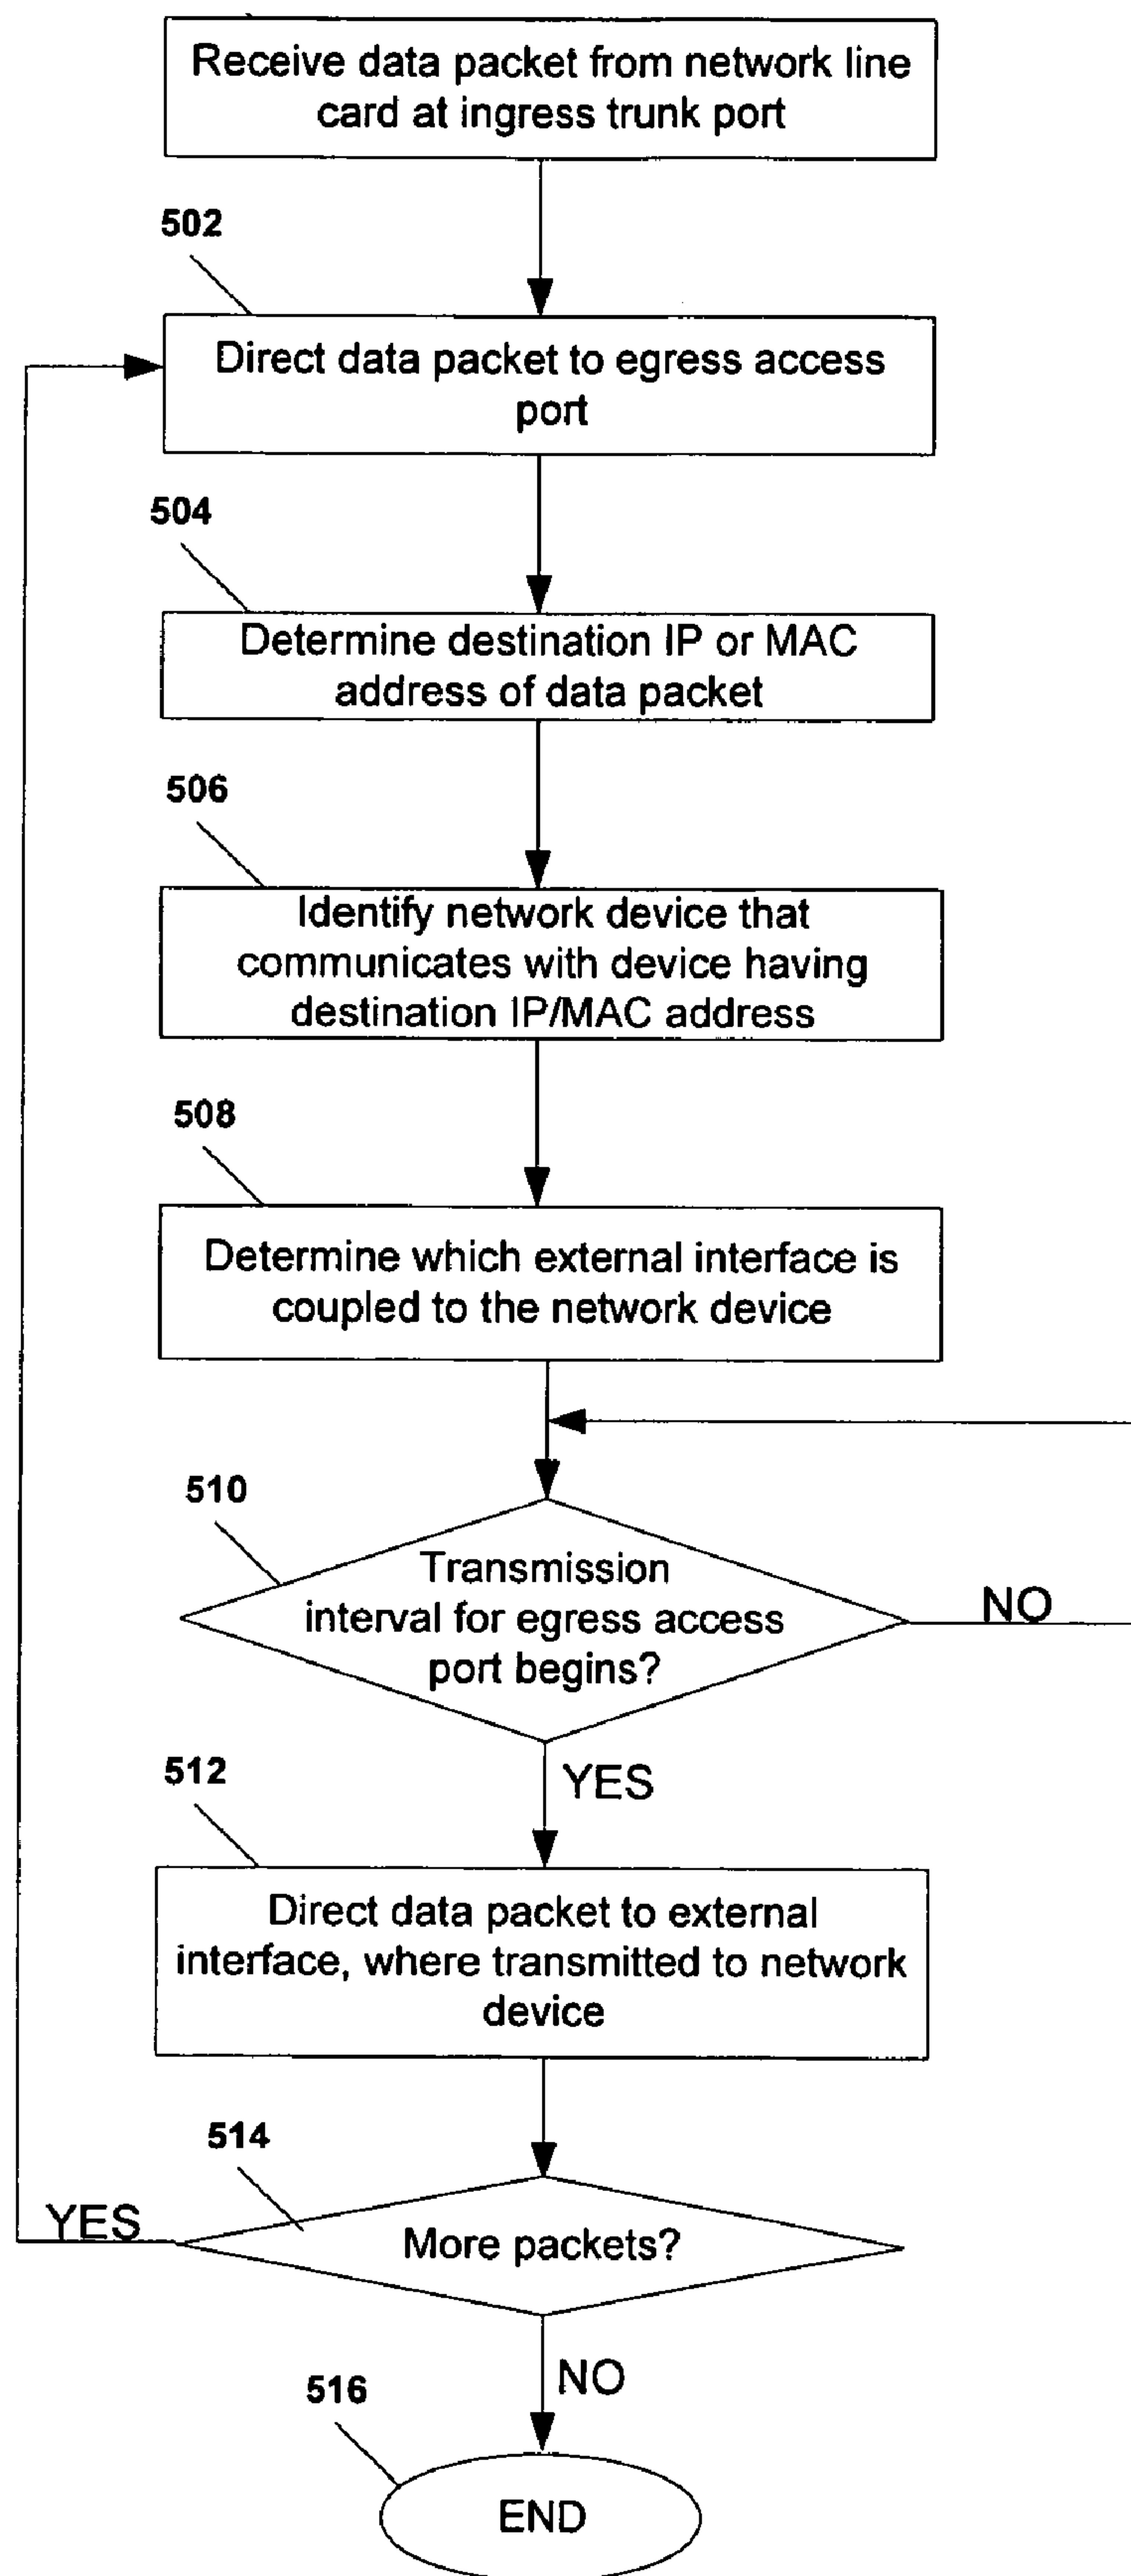 Receive data packet from network line
card at ingress trunk port
502
Direct data packet to egress access
port
504
Determine destination IP or MAC
address of data packet
506
Identify network device that
communicates with device having
destination IP/MAC address
508
Determine which external interface is
coupled to the network device
510
Transmission
interval for egress access
port begins?
NO
YES
512
Direct data packet to external
interface, where transmitted to network
device
514
More packets?
YES
NO
516
END